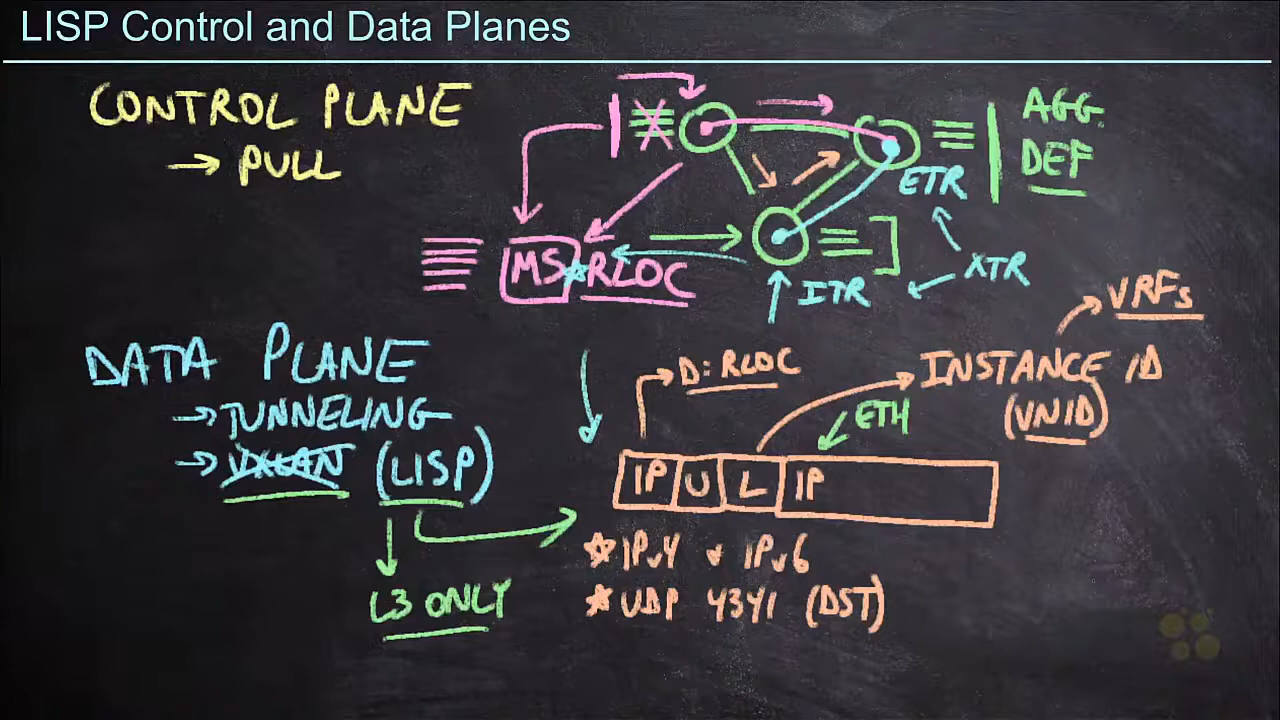 LISP Control and Data Planes
CONTROL PLANE
→ PULL
AGG.
DEF
ETR
XTR
MS
RLOC
ITR
VRFs
DATA PLANE
→ TUNNELING
→ VXLAN (LISP)
L3 ONLY
D: RLOC
INSTANCE ID
(VNID)
ETH
IP U L IP
IPv4 v IPv6
UDP 4341 (DST)